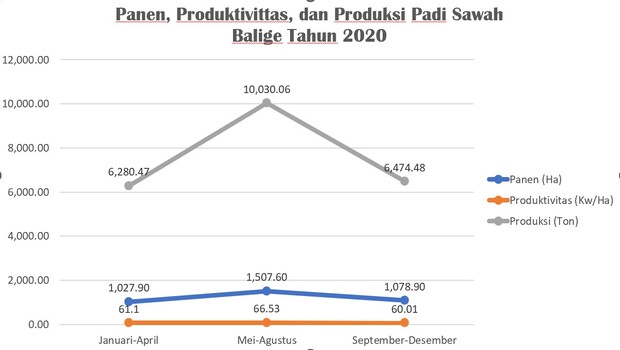 Panen, Produktivittas, dan Produksi Padi Sawah
Balige Tahun 2020
12,000.00
10,000.00
8,000.00
6,000.00
4,000.00
2,000.00
0.00
6,280.47
10,030.06
6,474.48
1,027.90
1,507.60
1,078.90
61.1
66.53
60.01
Januari-April
Mei-Agustus
September-Desember
Panen (Ha)
Produktivitas (Kw/Ha)
Produksi (Ton)